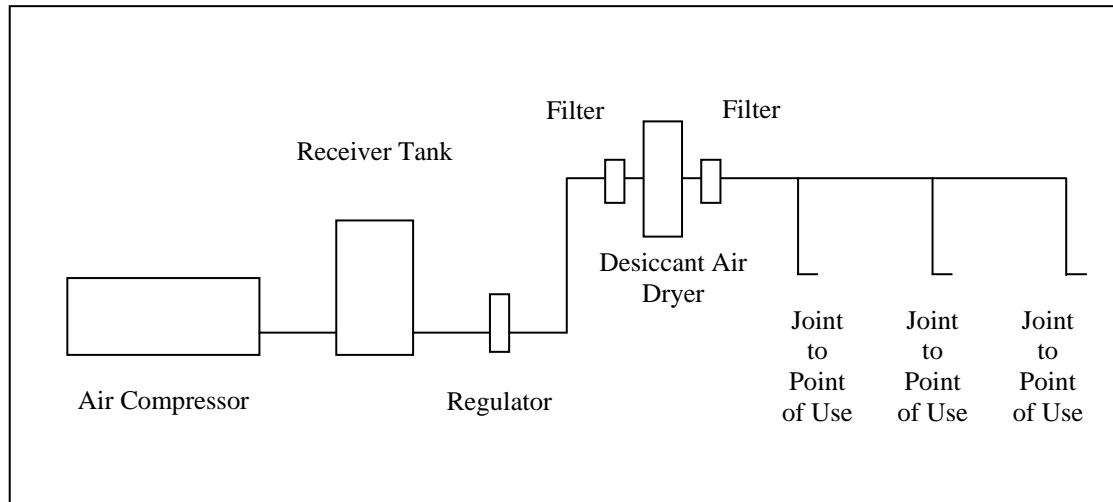 Filter
Filter
Receiver Tank
Desiccant Air
Dryer
Air Compressor
Regulator
Joint
to
Point
of Use
Joint
to
Point
of Use
Joint
to
Point
of Use